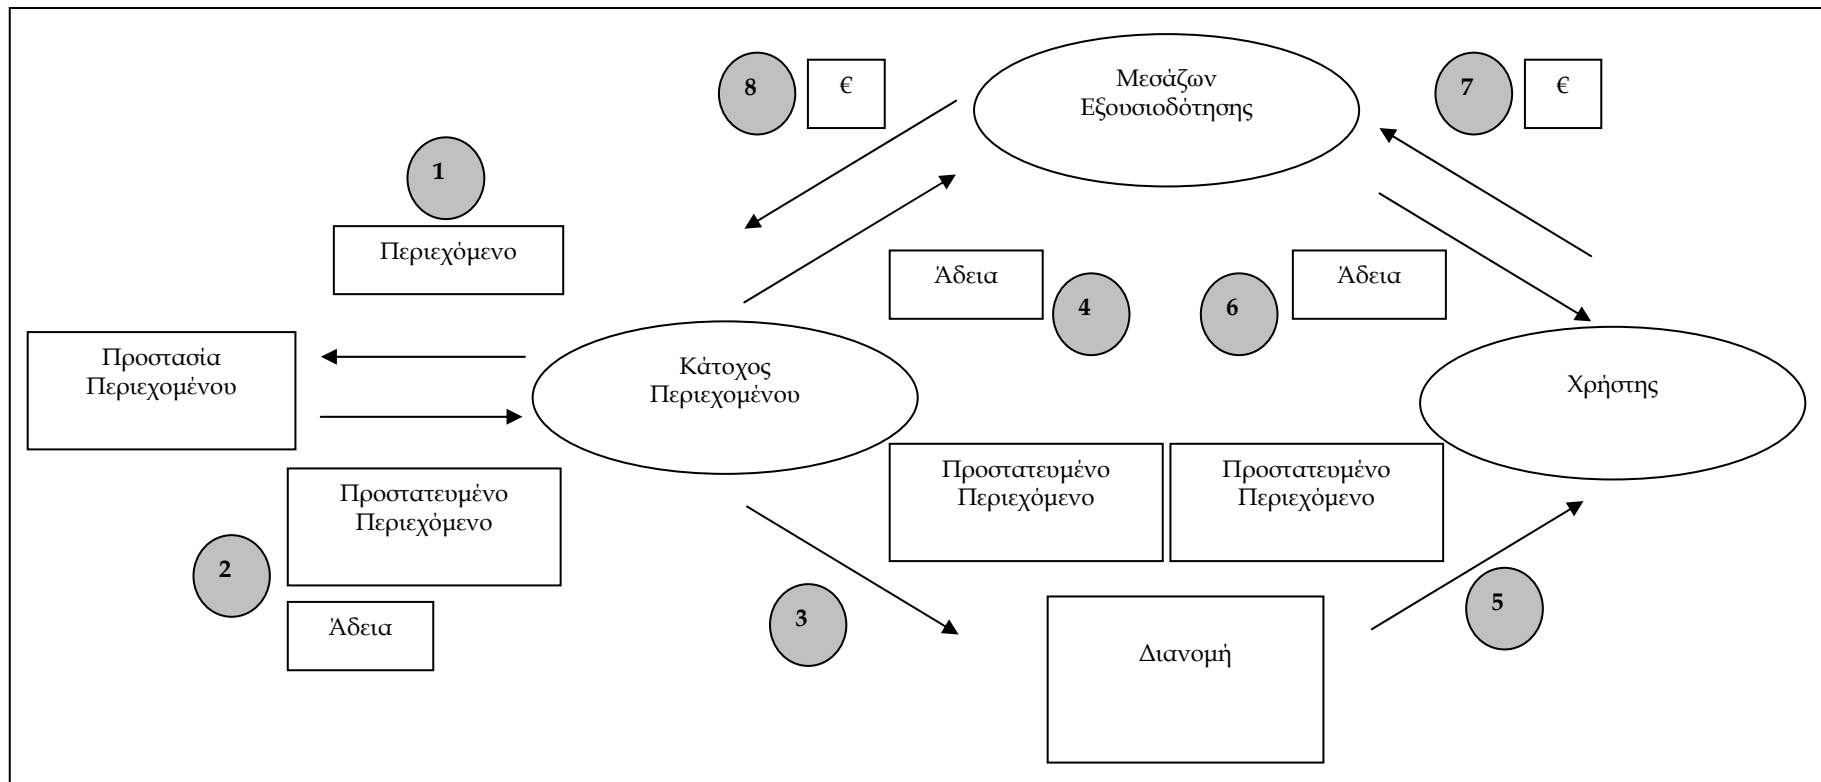 8
€
Μεσάζων
Εξουσιοδότησης
7
€
1
Περιεχόμενο
Άδεια
4
6
Άδεια
Προστασία
Περιεχομένου
Κάτοχος
Περιεχομένου
Χρήστης
Προστατευμένο
Περιεχόμενο
Προστατευμένο
Περιεχόμενο
Προστατευμένο
Περιεχόμενο
2
Άδεια
3
5
Διανομή